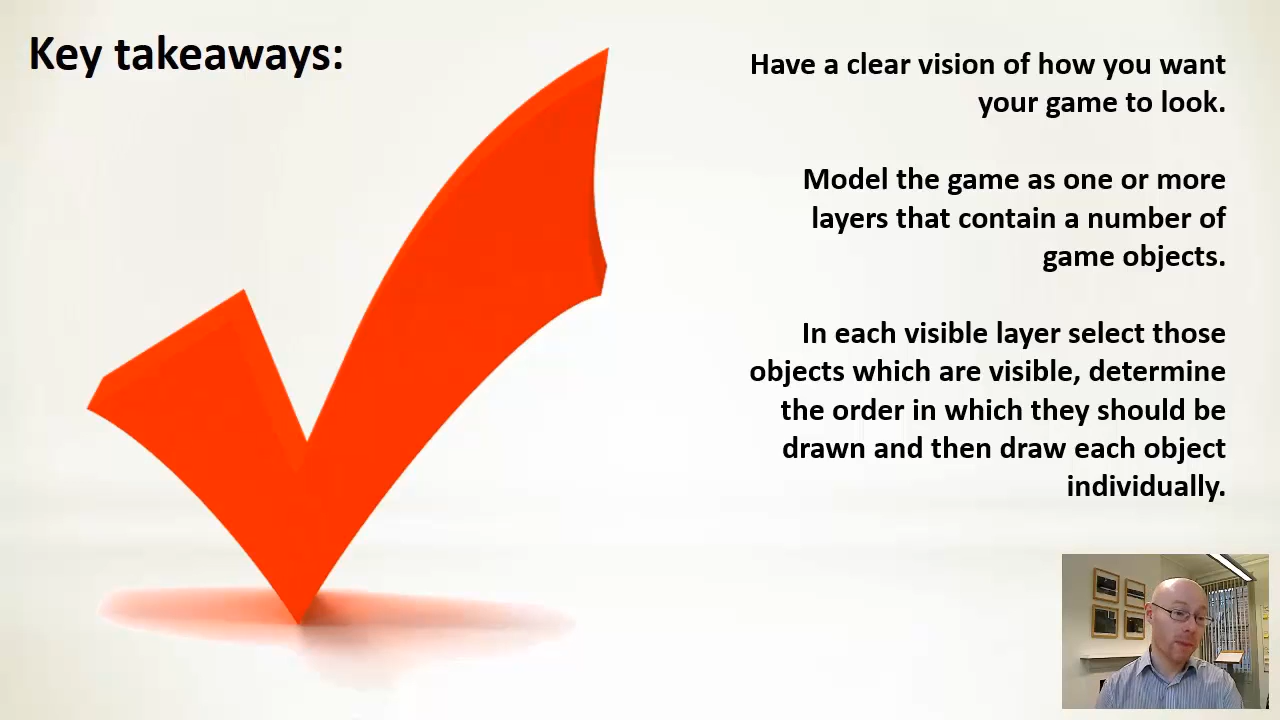 Key takeaways:
Have a clear vision of how you want
your game to look.
Model the game as one or more
layers that contain a number of
game objects.
In each visible layer select those
objects which are visible, determine
the order in which they should be
drawn and then draw each object
individually.